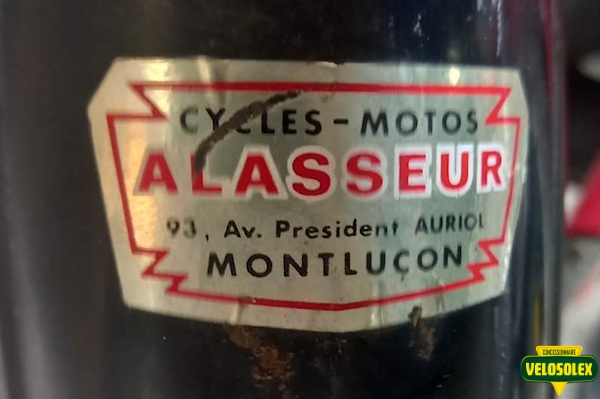 CYCLES - MOTOS
ALASSEUR
93, Av. President AURIOL
MONTLUÇON
CONCESSIONNAIRE
VELOSOLEX